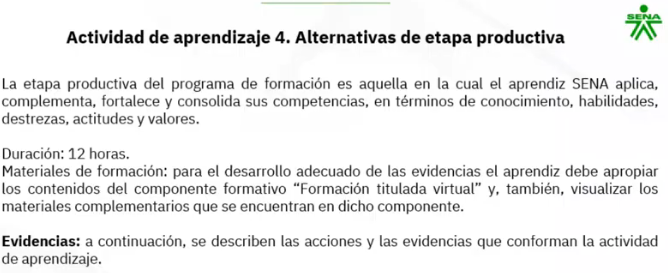 SENA
Actividad de aprendizaje 4. Alternativas de etapa productiva
La etapa productiva del programa de formación es aquella en la cual el aprendiz SENA aplica,
complementa, fortalece y consolida sus competencias, en términos de conocimiento, habilidades,
destrezas, actitudes y valores.
Duración: 12 horas.
Materiales de formación: para el desarrollo adecuado de las evidencias el aprendiz debe apropiar
los contenidos del componente formativo “Formación titulada virtual” y, también, visualizar los
materiales complementarios que se encuentran en dicho componente.
Evidencias: a continuación, se describen las acciones y las evidencias que conforman la actividad
de aprendizaje.